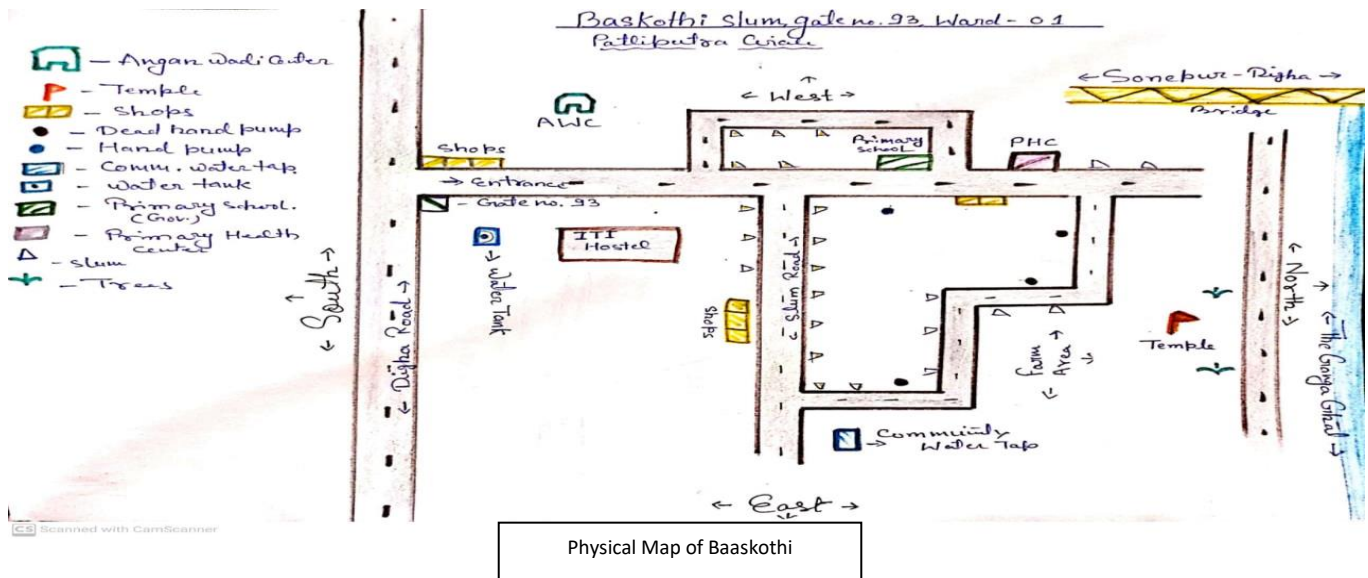 Baskothi Slum, gate no. 93, Ward - 01
Patliputra
- Angan wadi Center
- Temple
- Shops
- Dead hand pump
- Hand pump
- Comm. water tap
- water tank
- Primary school.
(Gov.)
- Primary Health
Center
- slum
- Trees
AWC
West
Sonepur-Digha
Bridge
Shops
Primary
school
PHC
→ Entrance
- Gate no. 93
ITI
Hostel
Water Tank
South
Digha Road
Shops
Slum Road
Farm
Area
Temple
North
The Ganga Ghat
Community
Water Tap
East
CS Scanned with CamScanner
Physical Map of Baaskothi